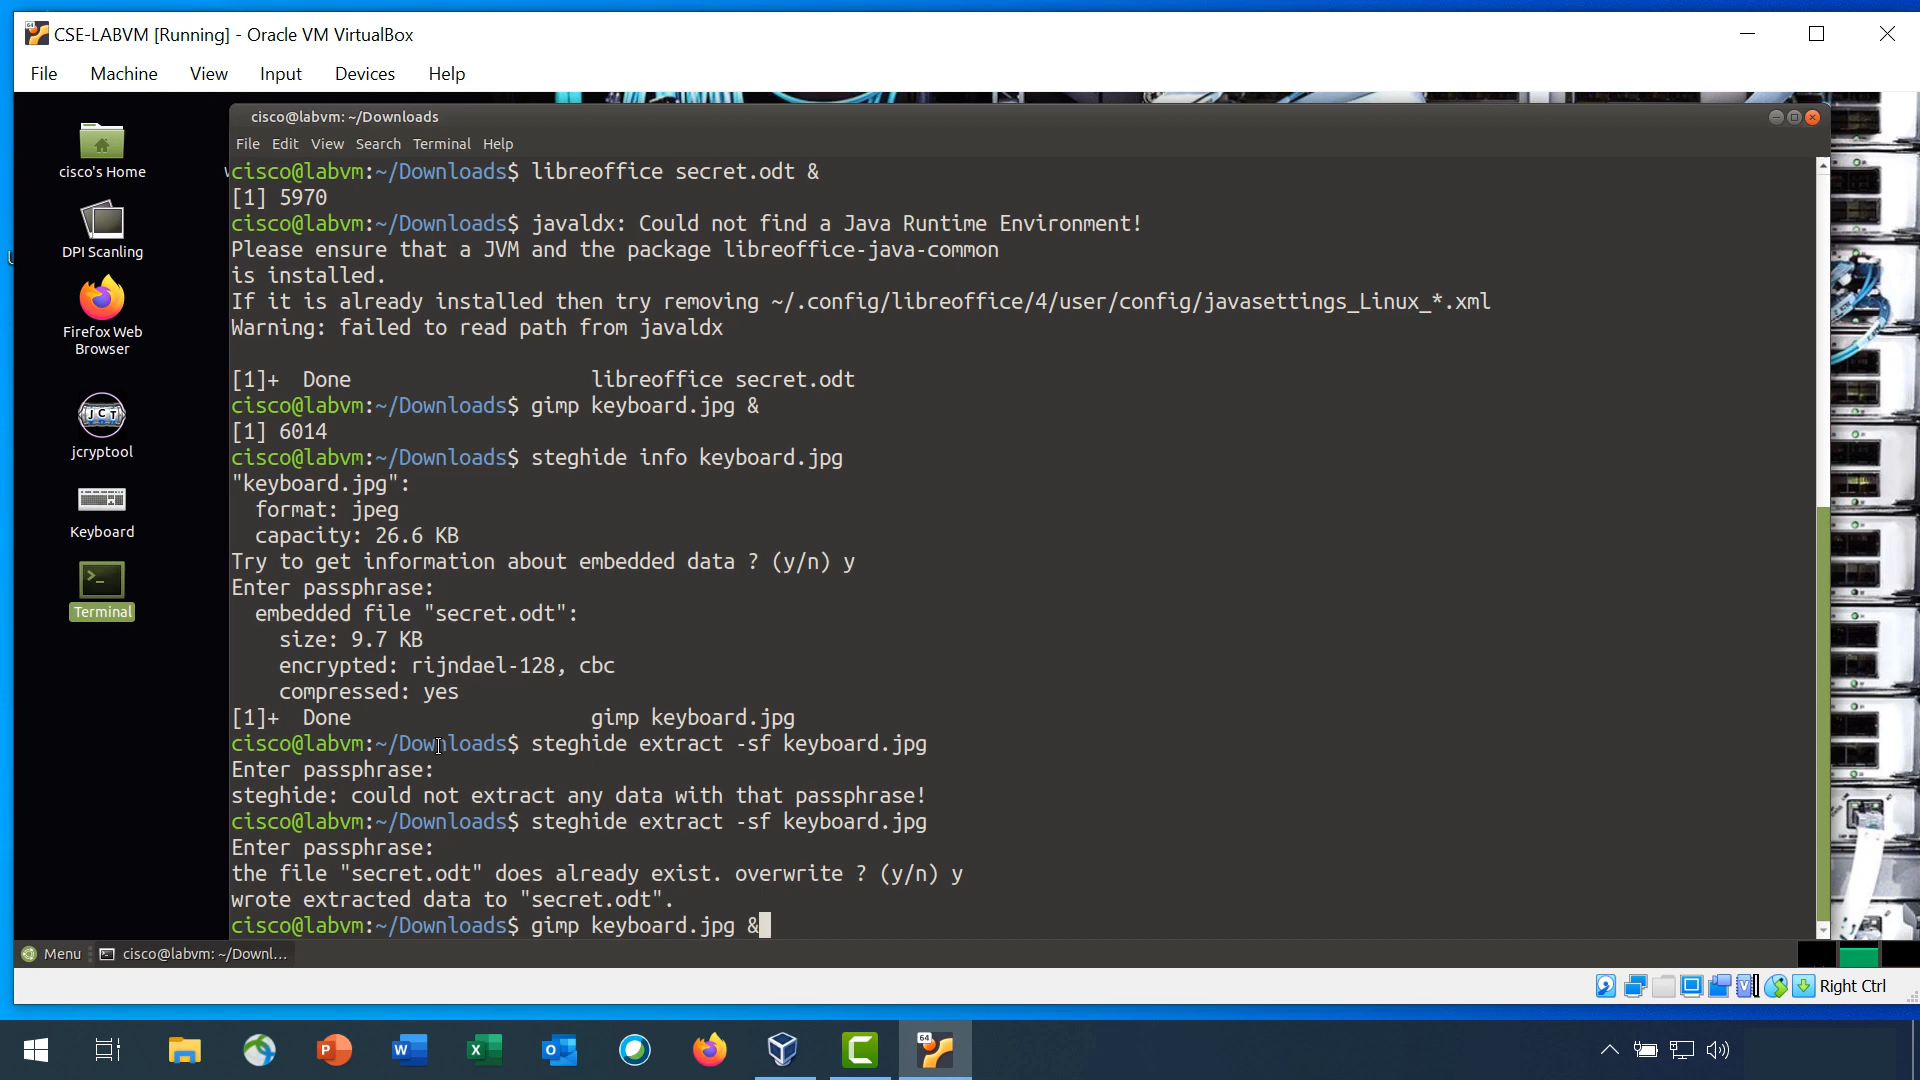 CSE-LABVM [Running] - Oracle VM VirtualBox
File Machine View Input Devices Help
cisco@labvm: ~/Downloads
File Edit View Search Terminal Help
cisco's Home
DPI Scanling
Firefox Web
Browser
jcryptool
Keyboard
Terminal
cisco@labvm:~/Downloads$ libreoffice secret.odt &
[1] 5970
cisco@labvm:~/Downloads$ javaldx: Could not find a Java Runtime Environment!
Please ensure that a JVM and the package libreoffice-java-common
is installed.
If it is already installed then try removing ~/.config/libreoffice/4/user/config/javasettings_Linux_*.xml
Warning: failed to read path from javaldx
[1]+  Done                    libreoffice secret.odt
cisco@labvm:~/Downloads$ gimp keyboard.jpg &
[1] 6014
cisco@labvm:~/Downloads$ steghide info keyboard.jpg
"keyboard.jpg":
  format: jpeg
  capacity: 26.6 KB
Try to get information about embedded data ? (y/n) y
Enter passphrase:
  embedded file "secret.odt":
    size: 9.7 KB
    encrypted: rijndael-128, cbc
    compressed: yes
[1]+  Done                    gimp keyboard.jpg
cisco@labvm:~/Downloads$ steghide extract -sf keyboard.jpg
Enter passphrase:
steghide: could not extract any data with that passphrase!
cisco@labvm:~/Downloads$ steghide extract -sf keyboard.jpg
Enter passphrase:
the file "secret.odt" does already exist. overwrite ? (y/n) y
wrote extracted data to "secret.odt".
cisco@labvm:~/Downloads$ gimp keyboard.jpg &
Menu
cisco@labvm: ~/Downl...
Right Ctrl